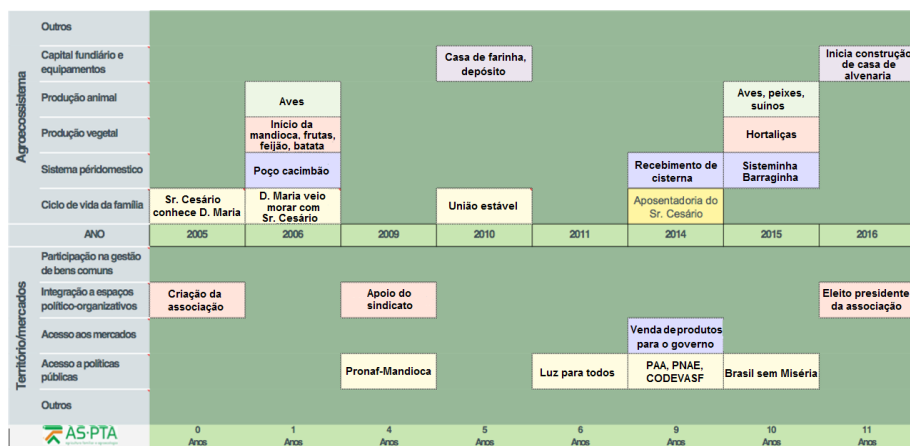 Agroecossistema
Outros
Capital fundiário e
equipamentos
Casa de farinha,
depósito
Inicia construção
de casa de
alvenaria
Produção animal
Aves
Aves, peixes,
suínos
Produção vegetal
Início da
mandioca, frutas,
feijão, batata
Hortaliças
Sistema péridomestico
Poço cacimbão
Recebimento de
cisterna
Sisteminha
Barraginha
Ciclo de vida da família
Sr. Cesário
conhece D. Maria
D. Maria veio
morar com
Sr. Cesário
União estável
Aposentadoria do
Sr. Cesário
ANO 2005 2006 2009 2010 2011 2014 2015 2016
Território/mercados
Participação na gestão
de bens comuns
Integração a espaços
político-organizativos
Criação da
associação
Apoio do
sindicato
Eleito presidente
da associação
Acesso aos mercados
Venda de produtos
para o governo
Acesso a políticas
públicas
Pronaf-Mandioca
Luz para todos
PAA, PNAE,
CODEVASF
Brasil sem Miséria
Outros
AS-PTA
0 1 4 5 6 9 10 11
Anos Anos Anos Anos Anos Anos Anos Anos